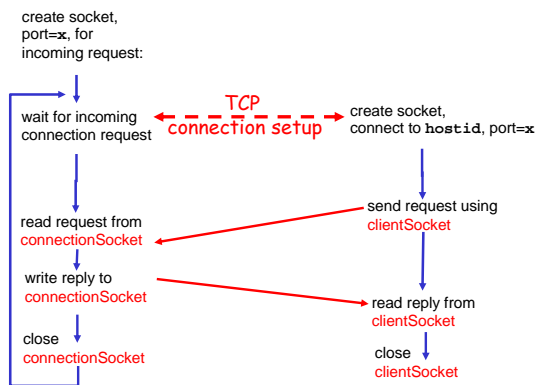 create socket,
port=x, for
incoming request:
wait for incoming
connection request
TCP
connection setup
create socket,
connect to hostid, port=x
read request from
connectionSocket
send request using
clientSocket
write reply to
connectionSocket
read reply from
clientSocket
close
connectionSocket
close
clientSocket